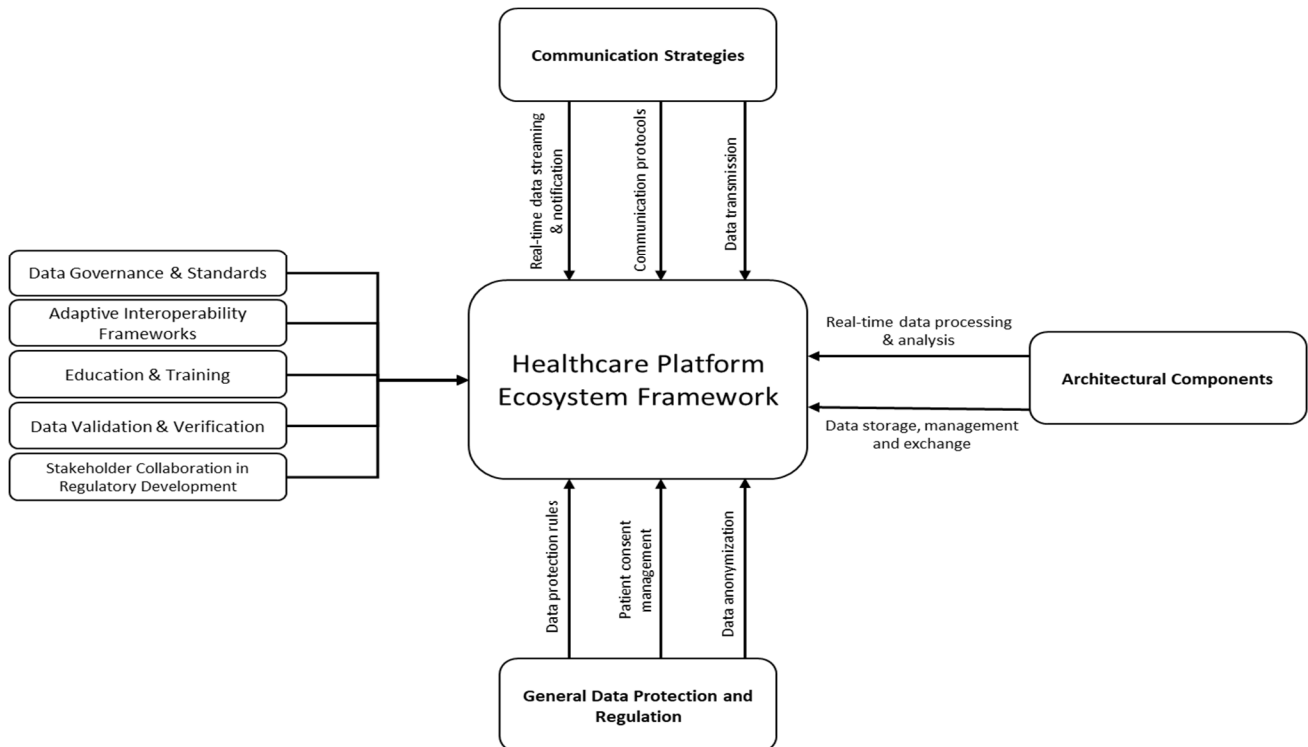 Communication Strategies
Real-time data streaming
& notification
Communication protocols
Data transmission
Data Governance & Standards
Adaptive Interoperability
Frameworks
Education & Training
Data Validation & Verification
Stakeholder Collaboration in
Regulatory Development
Healthcare Platform
Ecosystem Framework
Real-time data processing
& analysis
Data storage, management
and exchange
Architectural Components
Data protection rules
Patient consent
management
Data anonymization
General Data Protection and
Regulation